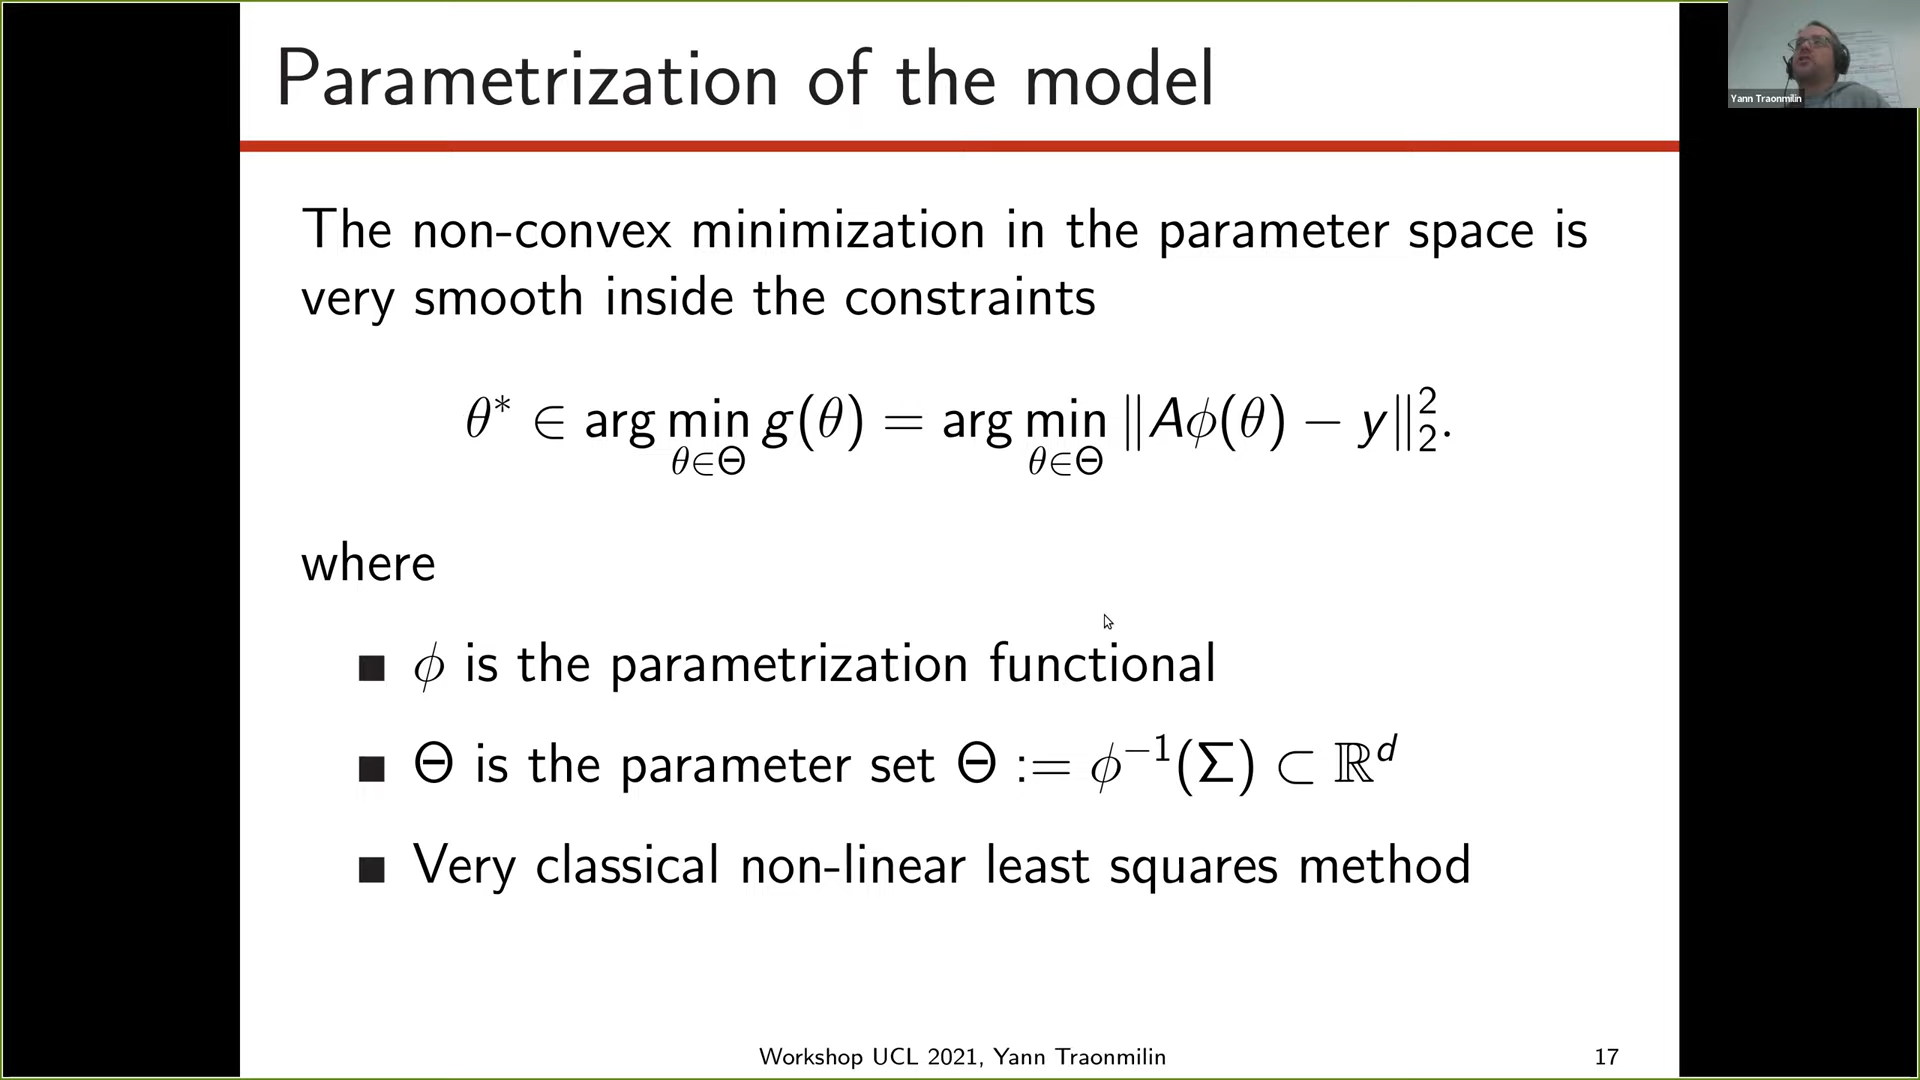 Parametrization of the model
Yann Traonmilin
The non-convex minimization in the parameter space is
very smooth inside the constraints
θ* ∈ arg min_{θ∈Θ} g(θ) = arg min_{θ∈Θ} ‖Aϕ(θ) − y‖₂².
where
■ ϕ is the parametrization functional
■ Θ is the parameter set Θ := ϕ⁻¹(Σ) ⊂ ℝᵈ
■ Very classical non-linear least squares method
Workshop UCL 2021, Yann Traonmilin
17